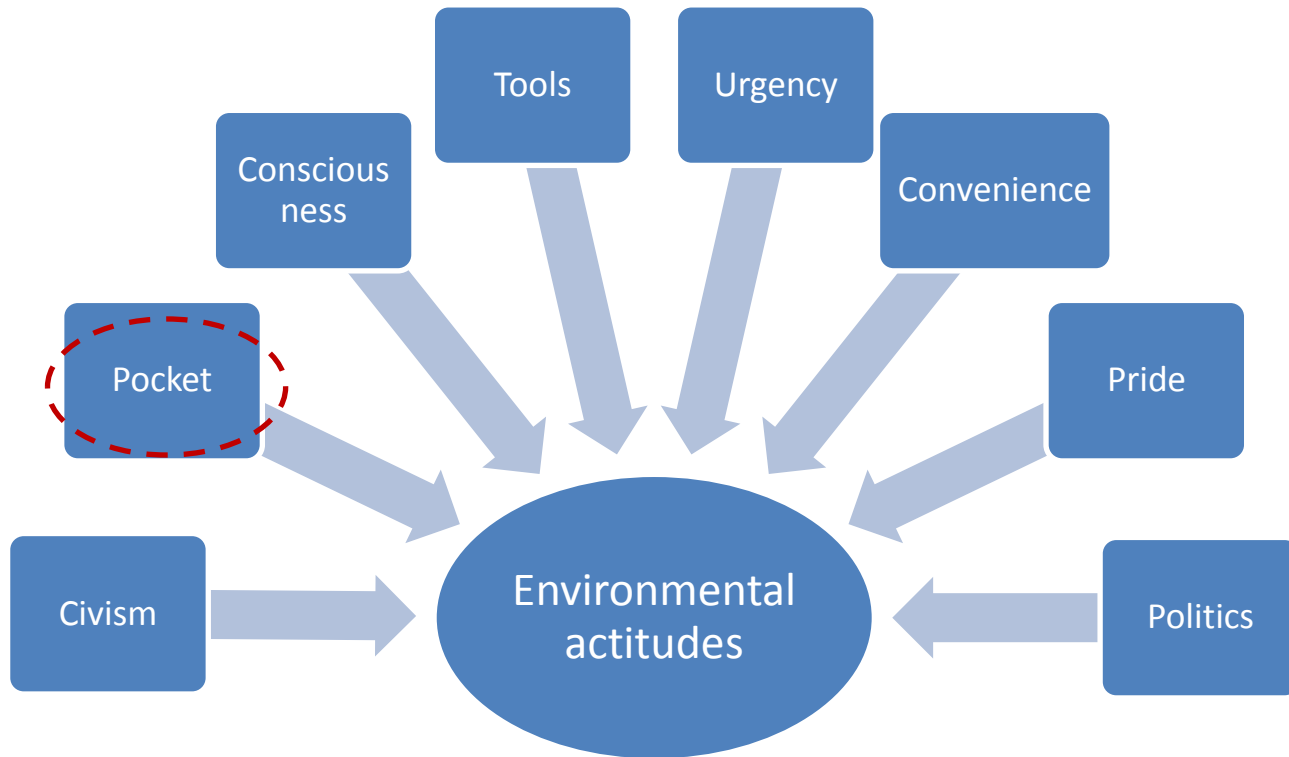 Tools
Urgency
Conscious
ness
Convenience
Pocket
Pride
Civism
Environmental
actitudes
Politics